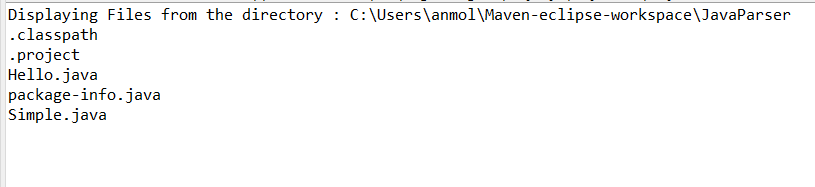 Displaying Files from the directory : C:\Users\anmol\Maven-eclipse-workspace\JavaParser
.classpath
.project
Hello.java
package-info.java
Simple.java